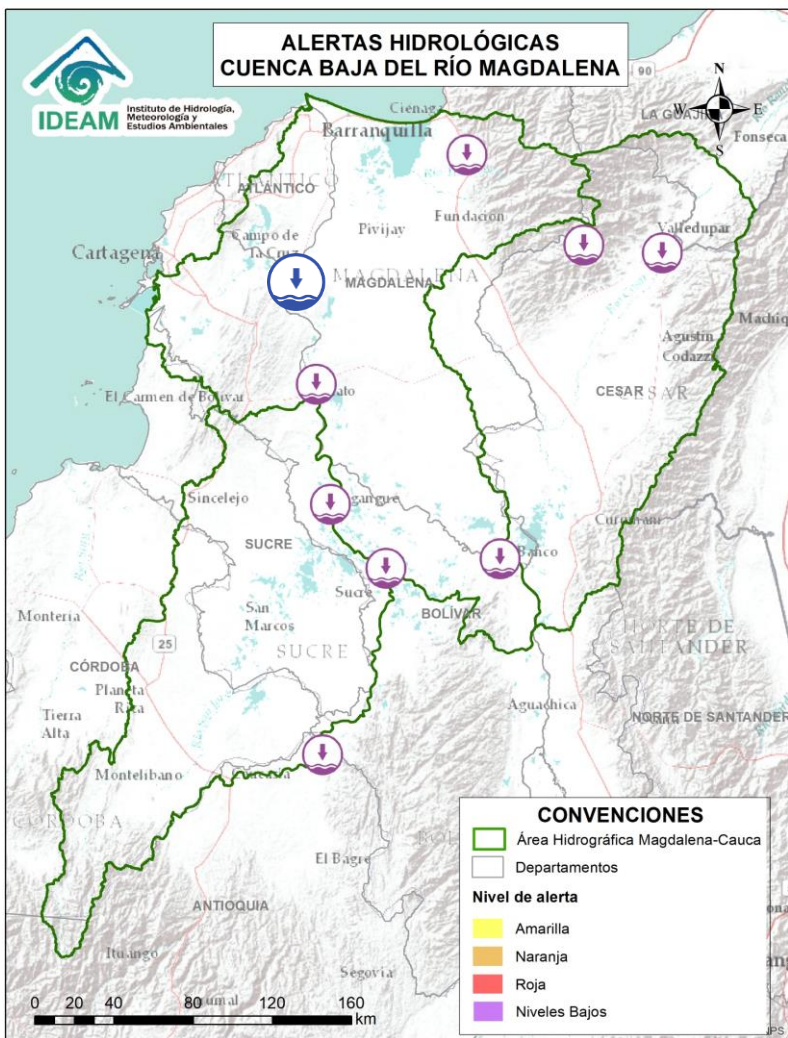 ALERTAS HIDROLÓGICAS
CUENCA BAJA DEL RÍO MAGDALENA
IDEAM
Instituto de Hidrología,
Meteorología y
Estudios Ambientales
N
W
E
S
90
Ciénaga
LA GUAJIRA
Fonseca
Barranquilla
ATLÁNTICO
ATLÁNTICO
Fundación
Pivijay
Valledupar
Campo de
la Cruz
Cartagena
MAGDALENA
MAGDALENA
Agustín
Codazzi
El Carmen de Bolívar
CESAR
CESAR
Sincelejo
Curumaní
SUCRE
Banco
Sucre
BOLÍVAR
San
Marcos
Montería
25
SUCRE
NORTE DE
SANTANDER
CÓRDOBA
Planeta
Rica
Aguachica
NORTE DE SANTANDER
Tierra
Alta
Montelíbano
CÓRDOBA
El Bagre
ANTIOQUIA
Ituango
Segovia
0 20 40 80 120 160
km
CONVENCIONES
Área Hidrográfica Magdalena-Cauca
Departamentos
Nivel de alerta
Amarilla
Naranja
Roja
Niveles Bajos